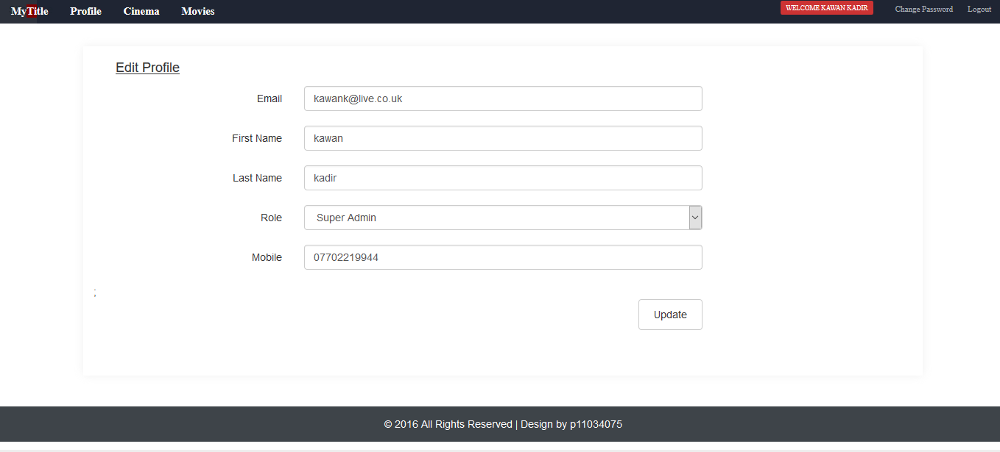 MyTitle Profile Cinema Movies WELCOME KAWAN KADIR Change Password Logout
Edit Profile
Email kawank@live.co.uk
First Name kawan
Last Name kadir
Role Super Admin
Mobile 07702219944
;
Update
© 2016 All Rights Reserved | Design by p11034075